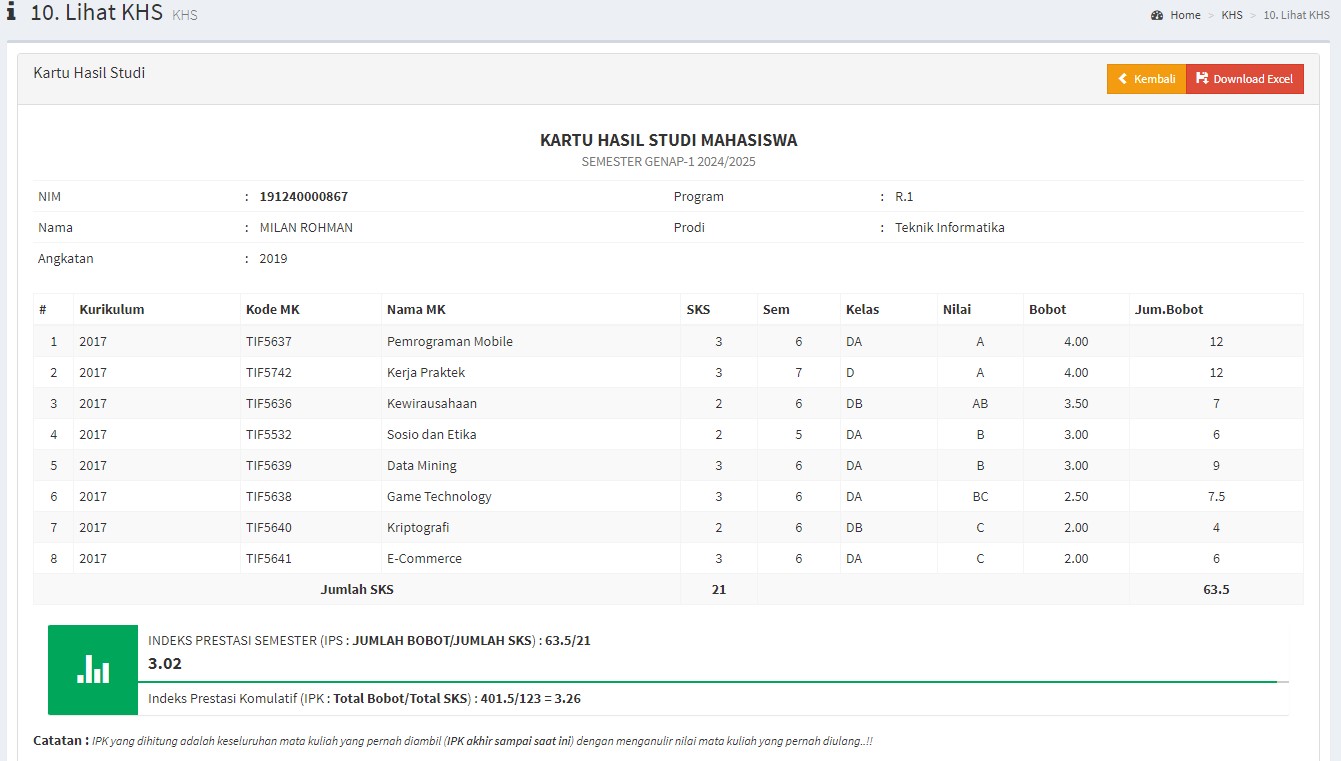 10. Lihat KHS KHS
Home > KHS > 10. Lihat KHS
Kartu Hasil Studi
Kembali Download Excel
KARTU HASIL STUDI MAHASISWA
SEMESTER GENAP-1 2024/2025
NIM : 191240000867 Program : R.1
Nama : MILAN ROHMAN Prodi : Teknik Informatika
Angkatan : 2019
# Kurikulum Kode MK Nama MK SKS Sem Kelas Nilai Bobot Jum.Bobot
1 2017 TIF5637 Pemrograman Mobile 3 6 DA A 4.00 12
2 2017 TIF5742 Kerja Praktek 3 7 D A 4.00 12
3 2017 TIF5636 Kewirausahaan 2 6 DB AB 3.50 7
4 2017 TIF5532 Sosio dan Etika 2 5 DA B 3.00 6
5 2017 TIF5639 Data Mining 3 6 DA B 3.00 9
6 2017 TIF5638 Game Technology 3 6 DA BC 2.50 7.5
7 2017 TIF5640 Kriptografi 2 6 DB C 2.00 4
8 2017 TIF5641 E-Commerce 3 6 DA C 2.00 6
Jumlah SKS 21 63.5
INDEKS PRESTASI SEMESTER (IPS : JUMLAH BOBOT/JUMLAH SKS) : 63.5/21
3.02
Indeks Prestasi Komulatif (IPK : Total Bobot/Total SKS) : 401.5/123 = 3.26
Catatan : IPK yang dihitung adalah keseluruhan mata kuliah yang pernah diambil (IPK akhir sampai saat ini) dengan menganulir nilai mata kuliah yang pernah diulang..!!